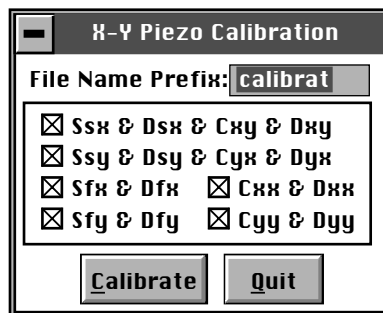 X-Y Piezo Calibration
File Name Prefix: calibrat
Ssx & Dsx & Cxy & Dxy
Ssy & Dsy & Cyx & Dyx
Sfx & Dfx Cxx & Dxx
Sfy & Dfy Cyy & Dyy
Calibrate Quit